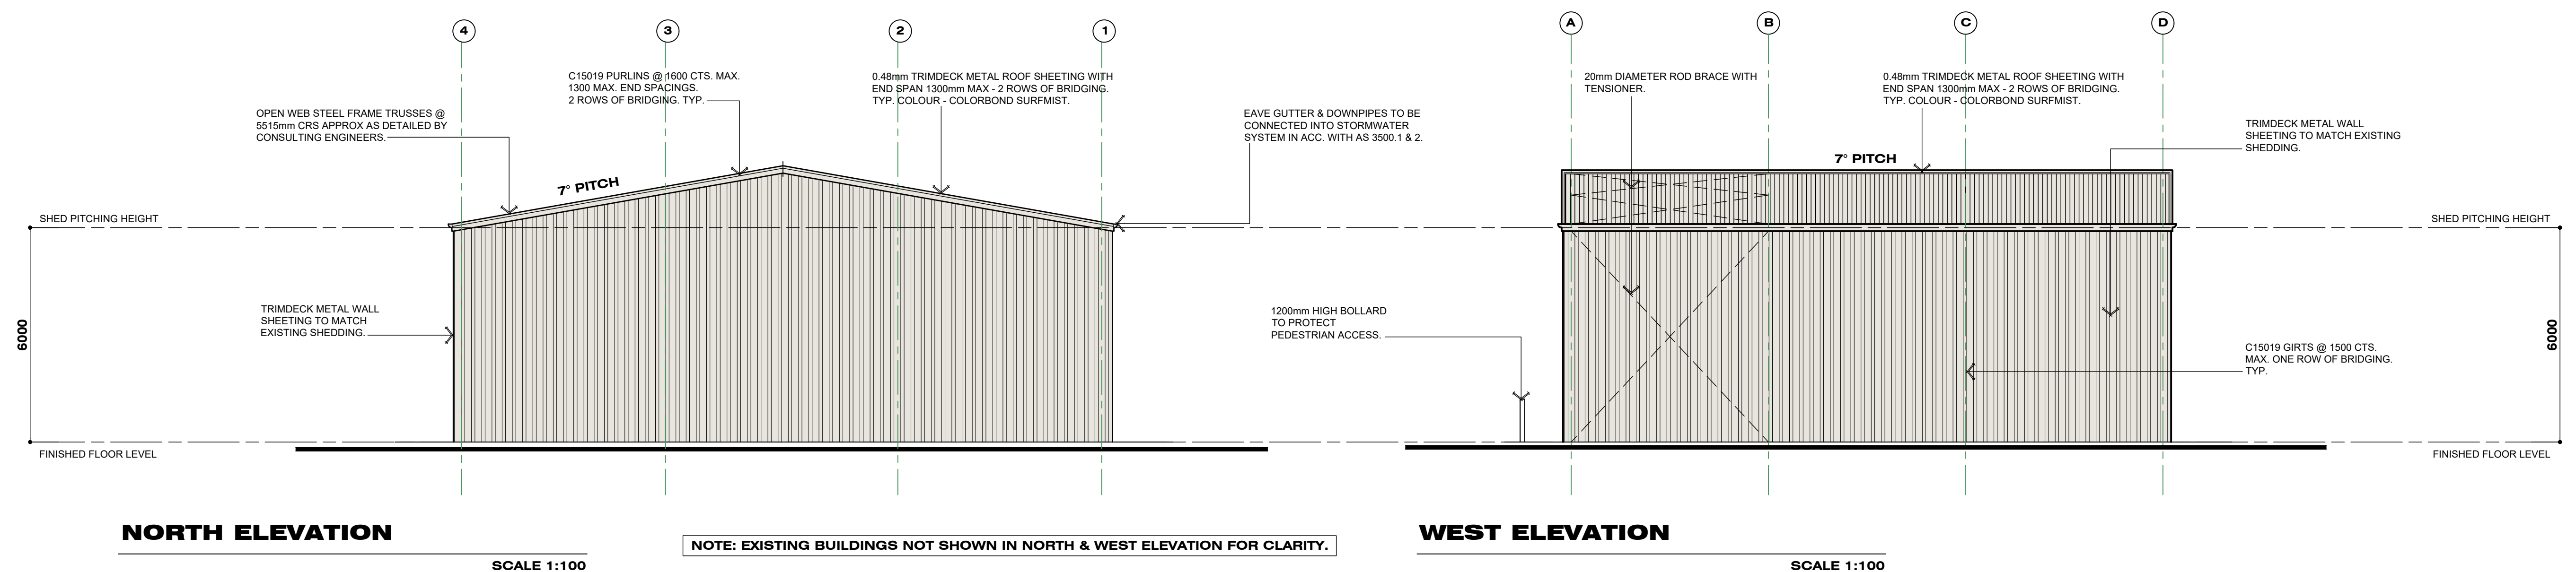 4
3
2
1
C15019 PURLINS @ 1600 CTS. MAX.
1300 MAX. END SPACINGS.
2 ROWS OF BRIDGING. TYP.
0.48mm TRIMDECK METAL ROOF SHEETING WITH
END SPAN 1300mm MAX - 2 ROWS OF BRIDGING.
TYP. COLOUR - COLORBOND SURFMIST.
OPEN WEB STEEL FRAME TRUSSES @
5515mm CRS APPROX AS DETAILED BY
CONSULTING ENGINEERS.
EAVE GUTTER & DOWNPIPES TO BE
CONNECTED INTO STORMWATER
SYSTEM IN ACC. WITH AS 3500.1 & 2.
7° PITCH
SHED PITCHING HEIGHT
6000
TRIMDECK METAL WALL
SHEETING TO MATCH
EXISTING SHEDDING.
FINISHED FLOOR LEVEL
NORTH ELEVATION
SCALE 1:100
NOTE: EXISTING BUILDINGS NOT SHOWN IN NORTH & WEST ELEVATION FOR CLARITY.
A
B
C
D
20mm DIAMETER ROD BRACE WITH
TENSIONER.
0.48mm TRIMDECK METAL ROOF SHEETING WITH
END SPAN 1300mm MAX - 2 ROWS OF BRIDGING.
TYP. COLOUR - COLORBOND SURFMIST.
TRIMDECK METAL WALL
SHEETING TO MATCH EXISTING
SHEDDING.
7° PITCH
SHED PITCHING HEIGHT
1200mm HIGH BOLLARD
TO PROTECT
PEDESTRIAN ACCESS.
6000
C15019 GIRTS @ 1500 CTS.
MAX. ONE ROW OF BRIDGING.
TYP.
FINISHED FLOOR LEVEL
WEST ELEVATION
SCALE 1:100